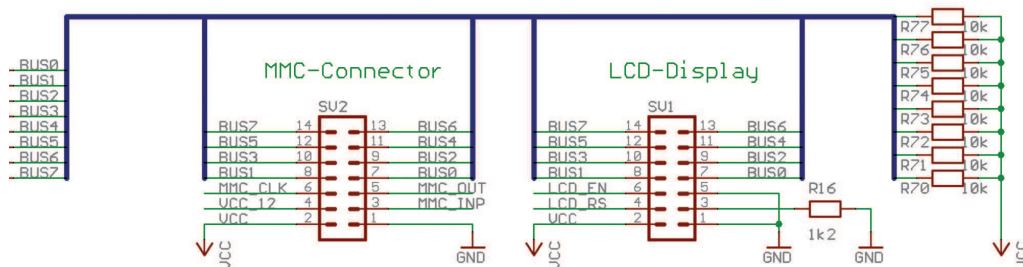 MMC-Connector
LCD-Display
BUS0
BUS1
BUS2
BUS3
BUS4
BUS5
BUS6
BUS7
SV2
BUS7 14 13 BUS6
BUS5 12 11 BUS4
BUS3 10 9 BUS2
BUS1 8 7 BUS0
MMC_CLK 6 5 MMC_OUT
VCC_12 4 3 MMC_INP
VCC 2 1
VCC
GND
SV1
BUS7 14 13 BUS6
BUS5 12 11 BUS4
BUS3 10 9 BUS2
BUS1 8 7 BUS0
LCD_EN 6 5
LCD_RS 4 3
VCC 2 1
VCC
GND
R16
1k2
GND
R77 10k
R76 10k
R75 10k
R74 10k
R73 10k
R72 10k
R71 10k
R70 10k
VCC